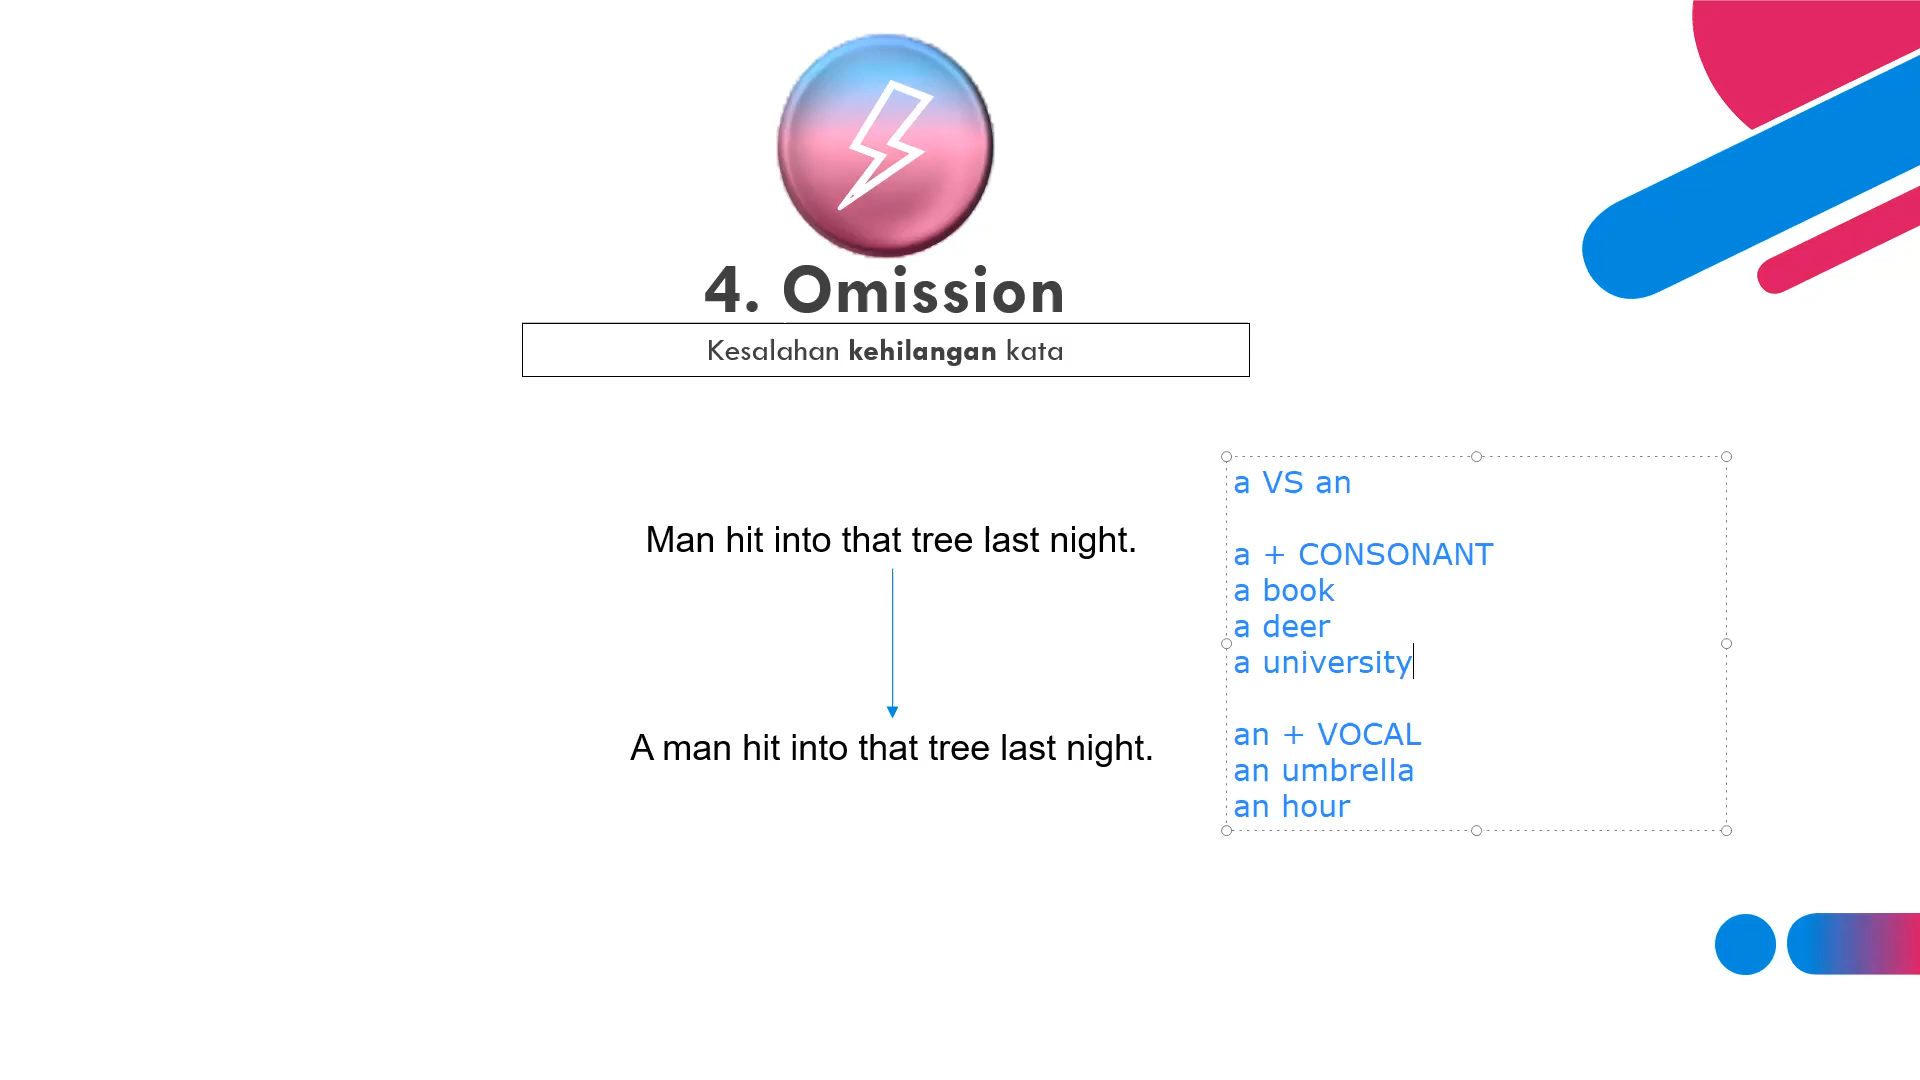 4. Omission
Kesalahan kehilangan kata
Man hit into that tree last night.
A man hit into that tree last night.
a VS an
a + CONSONANT
a book
a deer
a university
an + VOCAL
an umbrella
an hour